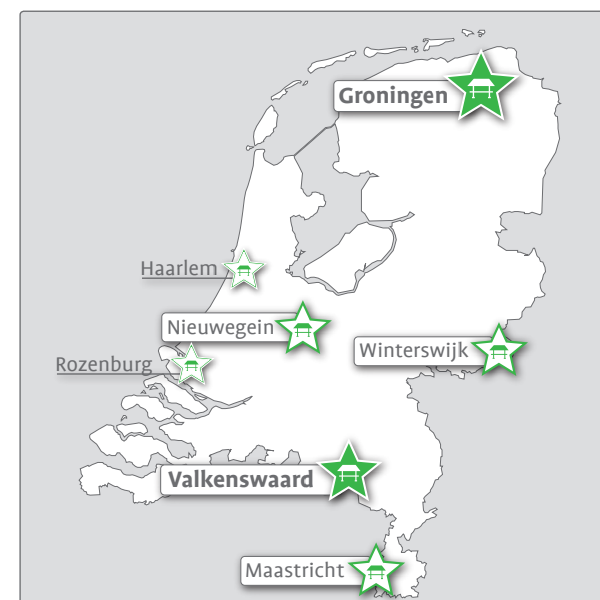 Groningen
Haarlem
Nieuwegein
Winterswijk
Rozenburg
Valkenswaard
Maastricht